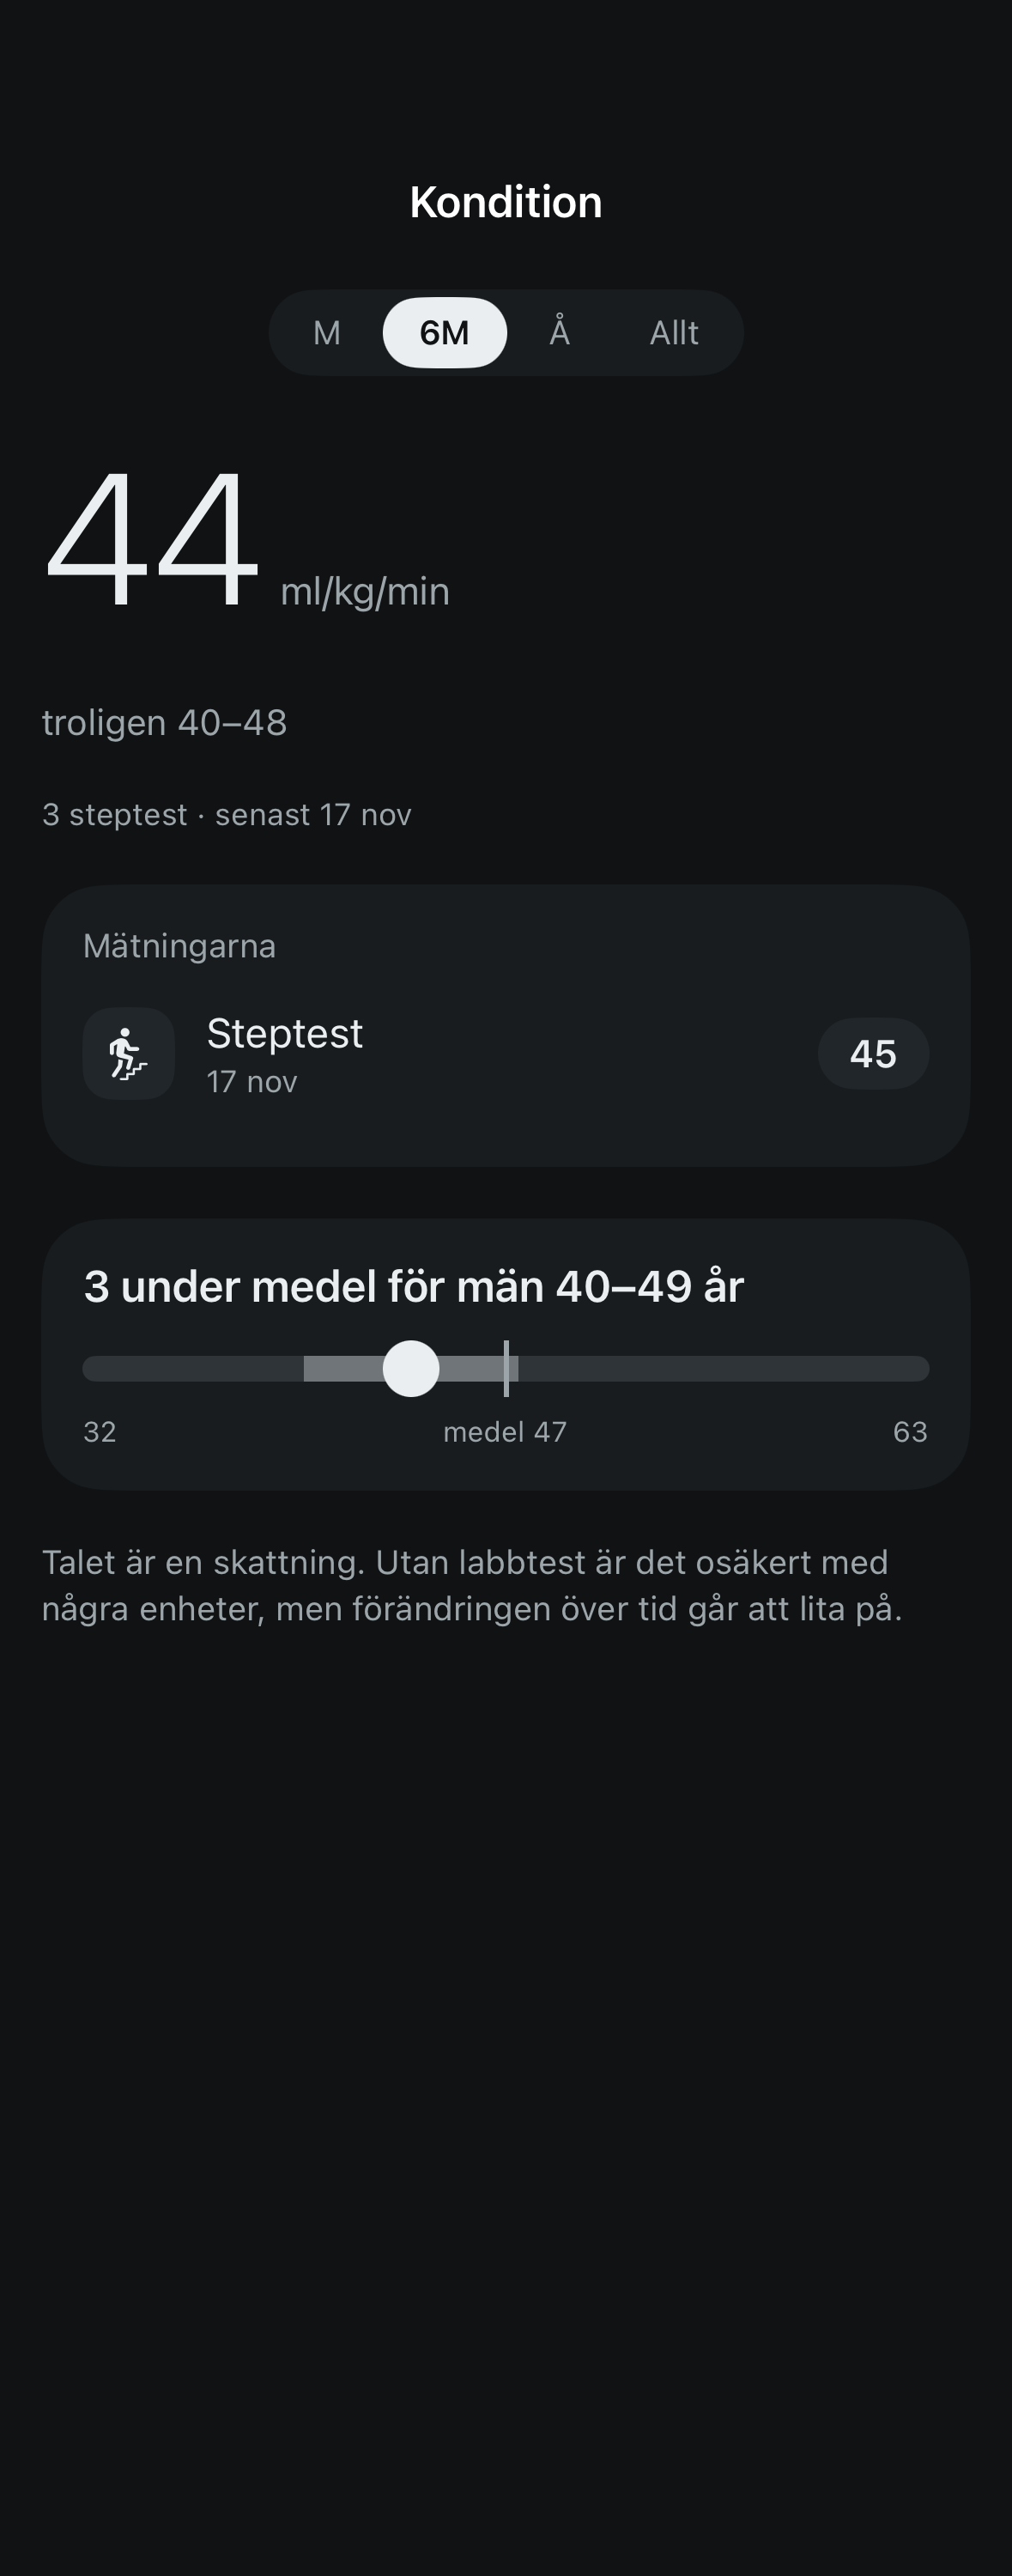 Kondition
M 6M Å Allt
44 ml/kg/min
troligen 40–48
3 steptest · senast 17 nov
Mätningarna
Steptest
17 nov
45
3 under medel för män 40–49 år
32 medel 47 63
Talet är en skattning. Utan labbtest är det osäkert med
några enheter, men förändringen över tid går att lita på.